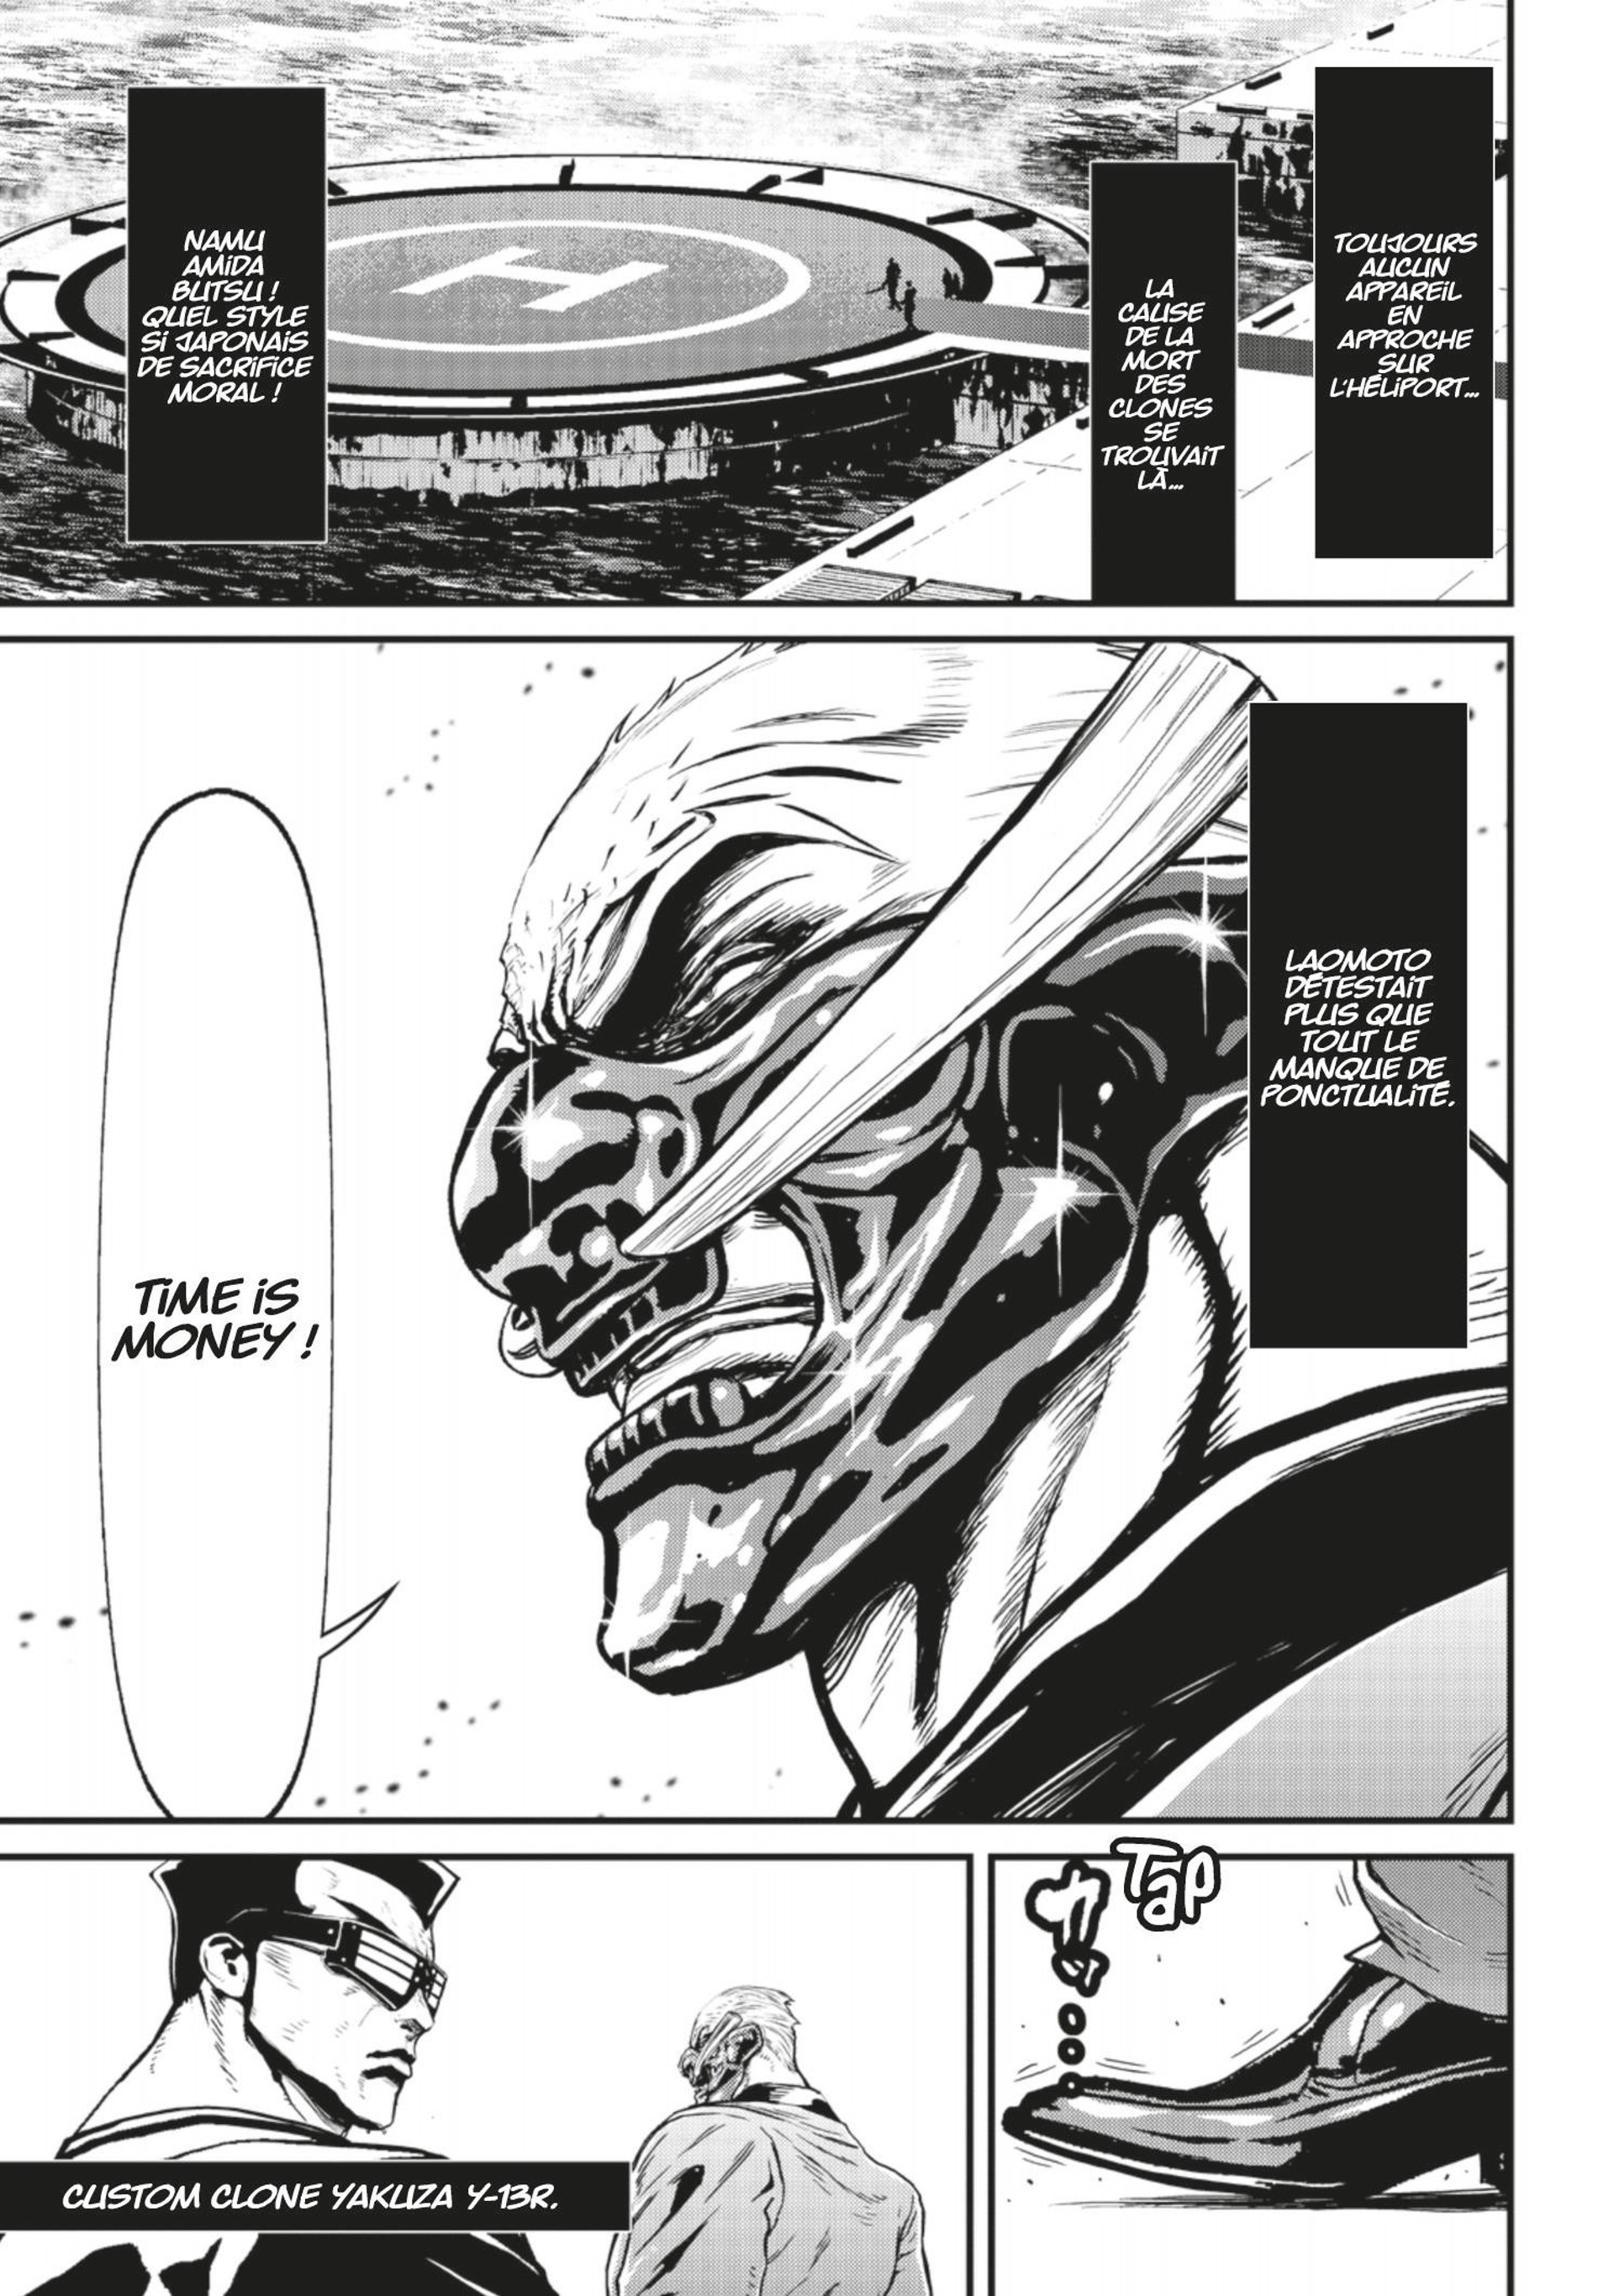 TOUJOURS
AUCUN
APPAREIL
EN
APPROCHE
SUR
L'HÉLIPORT...
LA
CAUSE
DE LA
MORT
DES
CLONES
SE
TROUVAIT
LÀ...
NAMU
AMIDA
BUTSU !
QUEL STYLE
SI JAPONAIS
DE SACRIFICE
MORAL !
H
LAOMOTO
DÉTESTAIT
PLUS QUE
TOUT LE
MANQUE DE
PONCTUALITÉ.
TIME IS
MONEY !
TAP
CUSTOM CLONE YAKUZA Y-13R.